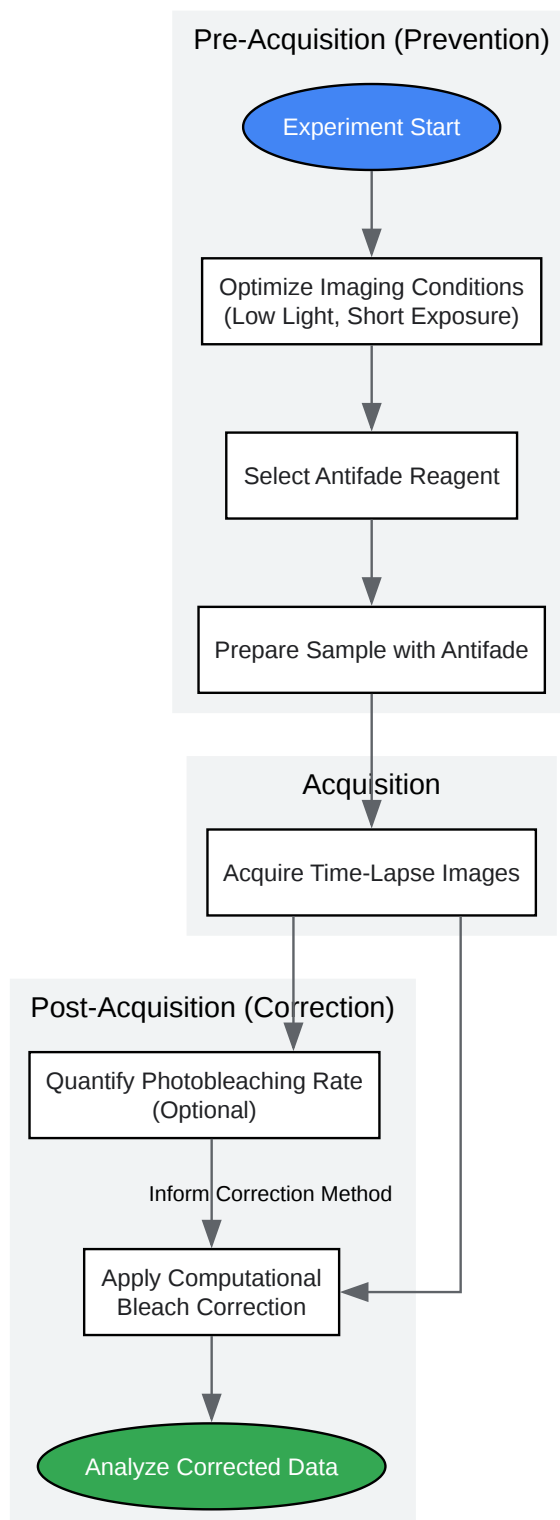 Pre-Acquisition (Prevention)
Experiment Start
Optimize Imaging Conditions
(Low Light, Short Exposure)
Select Antifade Reagent
Prepare Sample with Antifade
Acquisition
Acquire Time-Lapse Images
Post-Acquisition (Correction)
Quantify Photobleaching Rate
(Optional)
Inform Correction Method
Apply Computational
Bleach Correction
Analyze Corrected Data